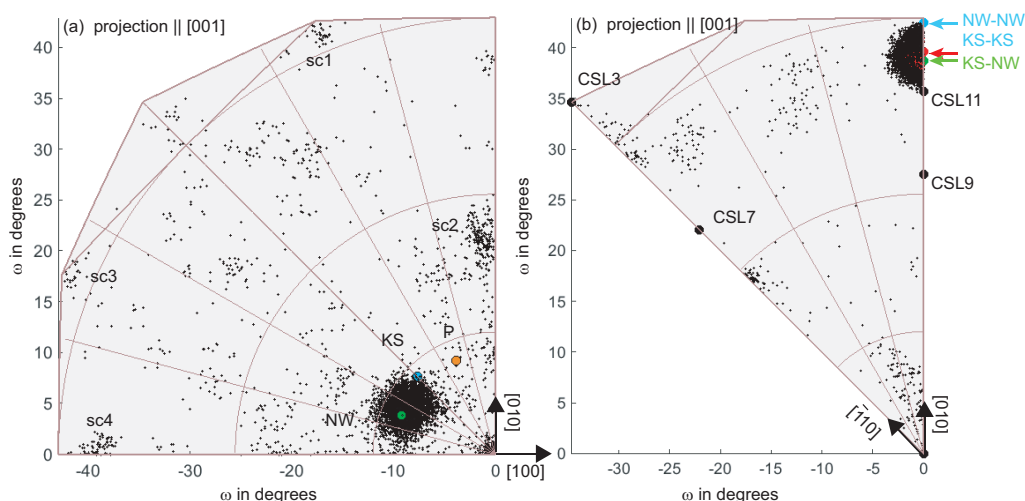 (a) projection || [001]
40
35
30
25
20
15
10
5
0
ω in degrees
sc1
sc2
sc3
sc4
KS
P
NW
[010]
[100]
-40
-30
-20
-10
0
ω in degrees
(b) projection || [001]
40
35
30
25
20
15
10
5
0
ω in degrees
NW-NW
KS-KS
KS-NW
CSL3
CSL11
CSL9
CSL7
[1̄10]
[010]
-30
-25
-20
-15
-10
-5
0
ω in degrees